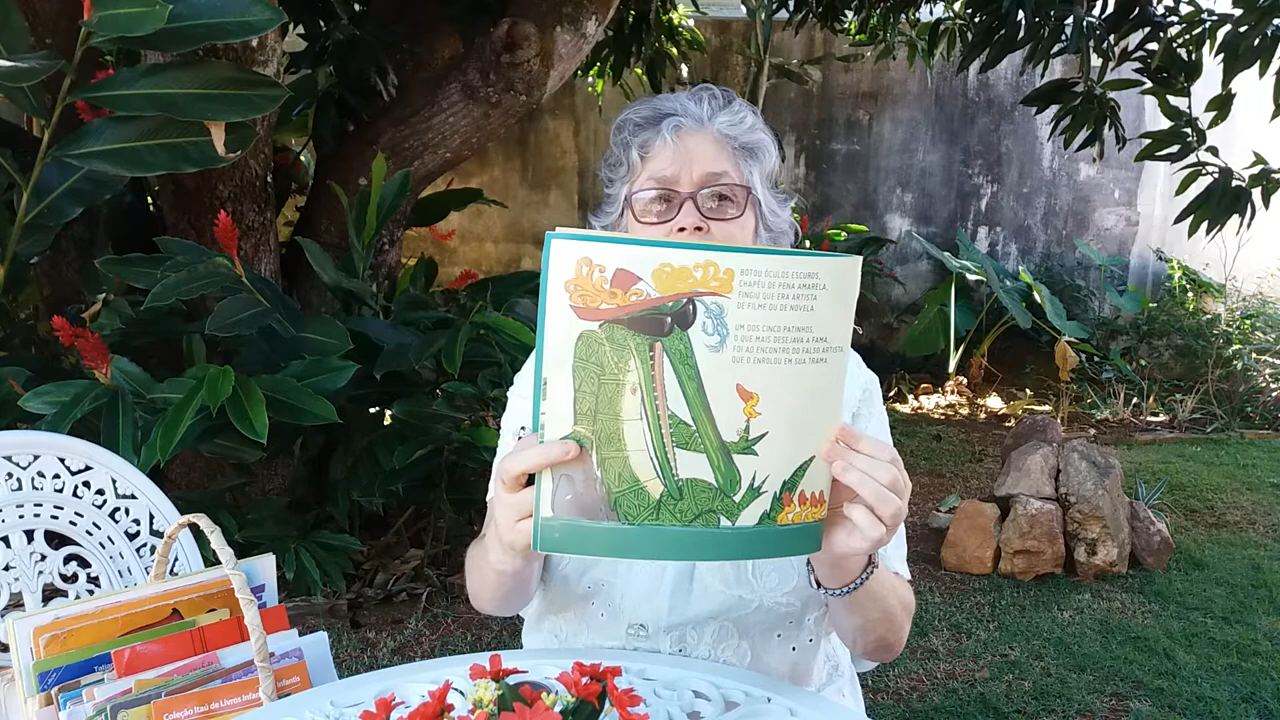 BOTOU ÓCULOS ESCUROS,
CHAPÉU DE PENA AMARELA,
FINGIU QUE ERA ARTISTA
DE FILME OU DE NOVELA.
UM DOS CINCO PATINHOS,
O QUE MAIS DESEJAVA A FAMA,
FOI AO ENCONTRO DO FALSO ARTISTA,
QUE O ENROLOU EM SUA TRAMA.
Coleção Itaú de Livros Infantis